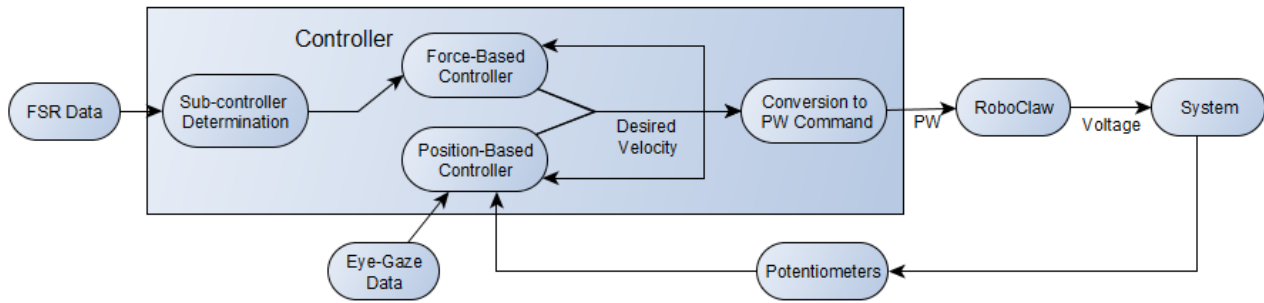 Controller
FSR Data
Sub-controller
Determination
Force-Based
Controller
Position-Based
Controller
Desired
Velocity
Conversion to
PW Command
PW
RoboClaw
Voltage
System
Eye-Gaze
Data
Potentiometers